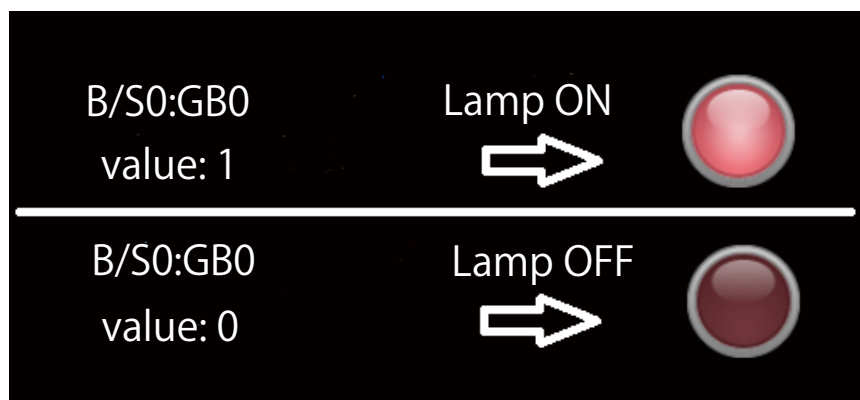 B/S0:GB0
Lamp ON
value: 1
B/S0:GB0
Lamp OFF
value: 0